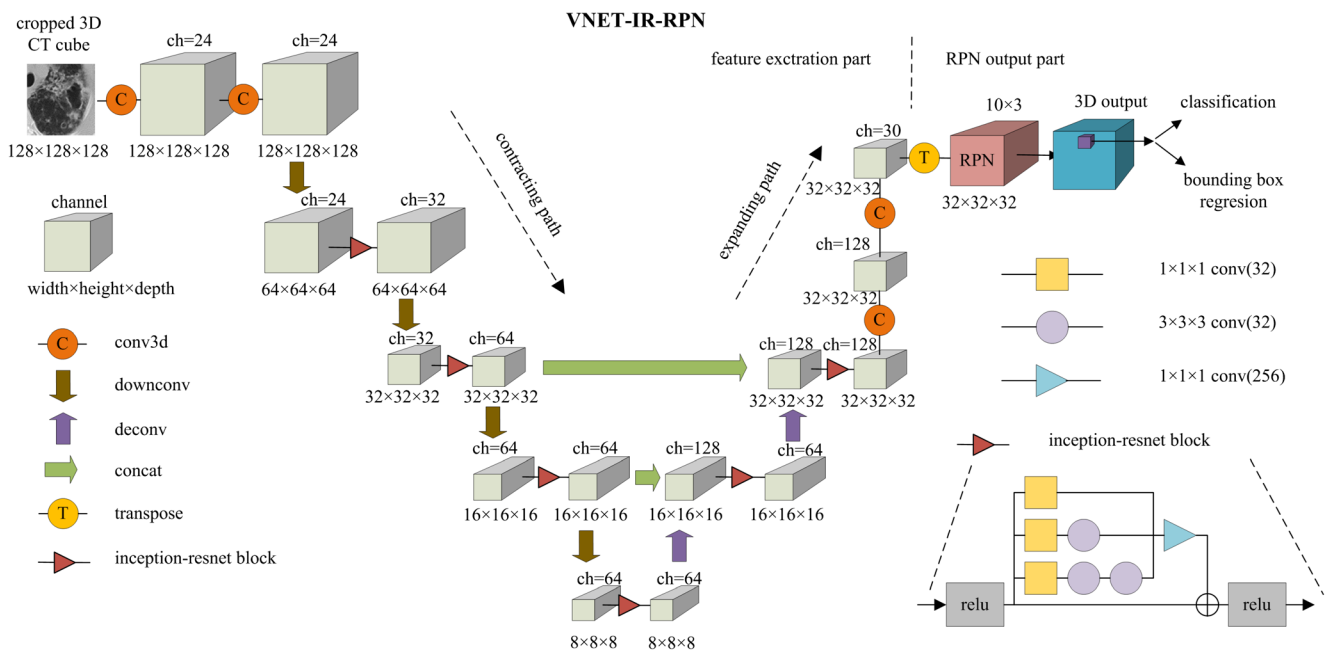 VNET-IR-RPN
cropped 3D
CT cube
ch=24
ch=24
C
C
128×128×128
128×128×128
128×128×128
contracting path
feature exctration part
RPN output part
expanding path
ch=30
T
10×3
RPN
3D output
classification
bounding box
regresion
32×32×32
32×32×32
C
ch=128
32×32×32
C
channel
width×height×depth
ch=24
ch=32
64×64×64
64×64×64
ch=32
ch=64
32×32×32
32×32×32
ch=128
ch=128
32×32×32
32×32×32
ch=64
ch=64
ch=128
ch=64
16×16×16
16×16×16
16×16×16
16×16×16
ch=64
ch=64
8×8×8
8×8×8
C
conv3d
downconv
deconv
concat
T
transpose
inception-resnet block
1×1×1 conv(32)
3×3×3 conv(32)
1×1×1 conv(256)
inception-resnet block
relu
relu